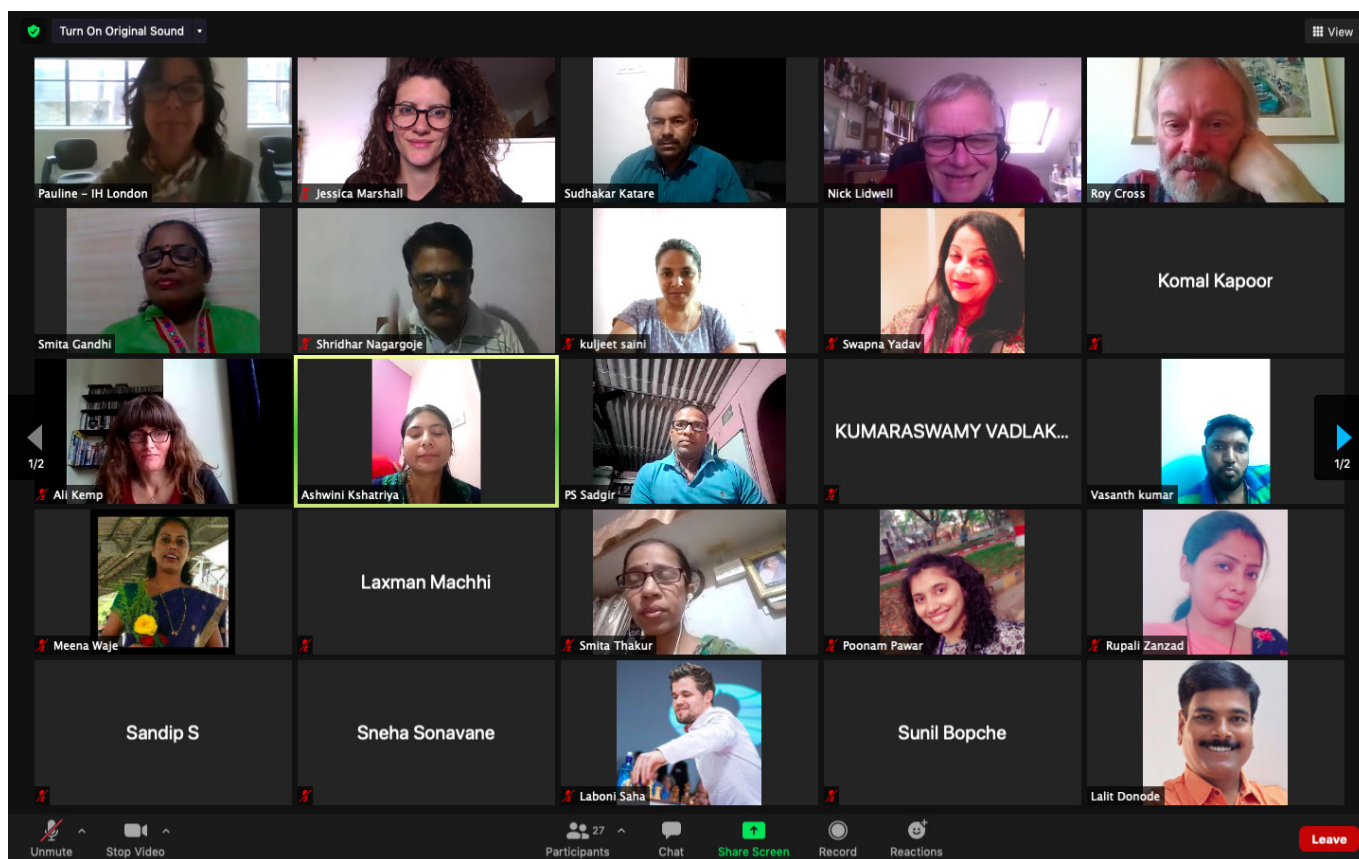 Turn On Original Sound
View
Pauline – IH London
Jessica Marshall
Sudhakar Katare
Nick Lidwell
Roy Cross
Smita Gandhi
Shridhar Nagargoje
kuljeet saini
Swapna Yadav
Komal Kapoor
1/2
Ali Kemp
Ashwini Kshatriya
PS Sadgir
KUMARASWAMY VADLAK...
Vasanth kumar
1/2
Meena Waje
Laxman Machhi
Smita Thakur
Poonam Pawar
Rupali Zanzad
Sandip S
Sneha Sonavane
Laboni Saha
Sunil Bopche
Lalit Donode
Unmute
Stop Video
27
Participants
Chat
Share Screen
Record
Reactions
Leave